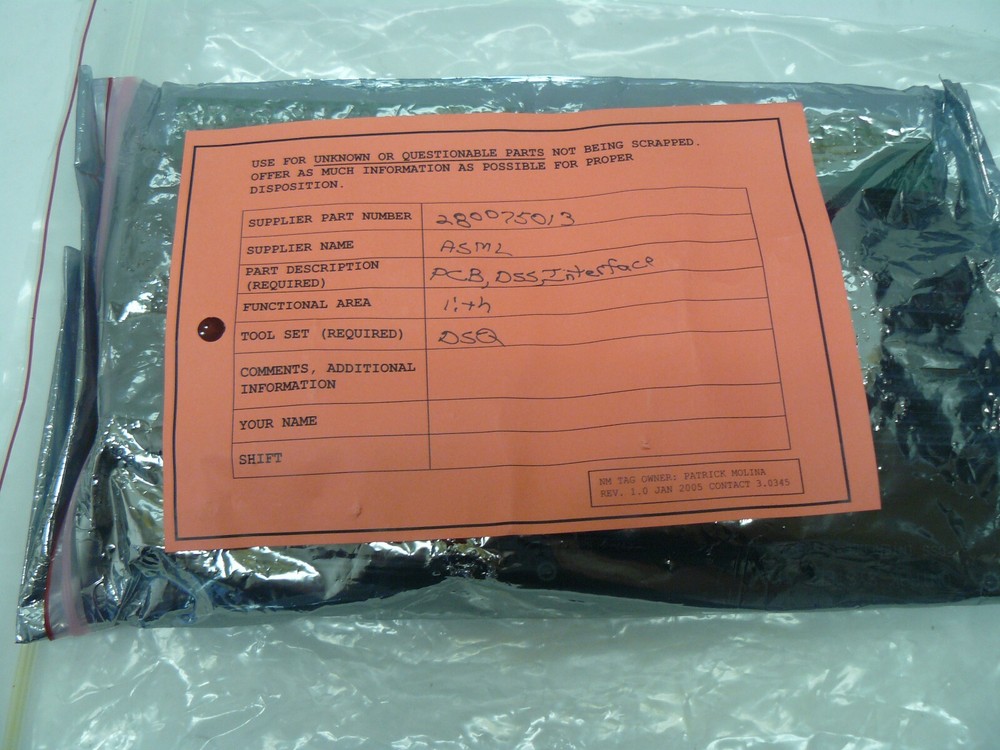 USE FOR UNKNOWN OR QUESTIONABLE PARTS NOT BEING SCRAPPED.
OFFER AS MUCH INFORMATION AS POSSIBLE FOR PROPER
DISPOSITION.
SUPPLIER PART NUMBER 280075013
SUPPLIER NAME ASML
PART DESCRIPTION (REQUIRED) PCB, DSS, Interface
FUNCTIONAL AREA lith
TOOL SET (REQUIRED) DSQ
COMMENTS, ADDITIONAL
INFORMATION
YOUR NAME
SHIFT
NM TAG OWNER: PATRICK MOLINA
REV. 1.0 JAN 2005 CONTACT 3.0345